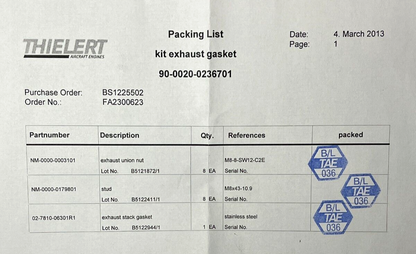 THIELERT
AIRCRAFT ENGINES
Packing List
kit exhaust gasket
90-0020-0236701
Date: 4. March 2013
Page: 1
Purchase Order: BS1225502
Order No.: FA2300623
Partnumber Description Qty. References packed
NM-0000-0003101 exhaust union nut M8-8-SW12-C2E
Lot No. B5121872/1 8 EA Serial No.
B/L TAE 036
NM-0000-0179801 stud M8x43-10.9
Lot No. B5122411/1 8 EA Serial No.
B/L TAE 036
02-7810-06301R1 exhaust stack gasket stainless steel
Lot No. B5122944/1 1 EA Serial No.
B/L TAE 036